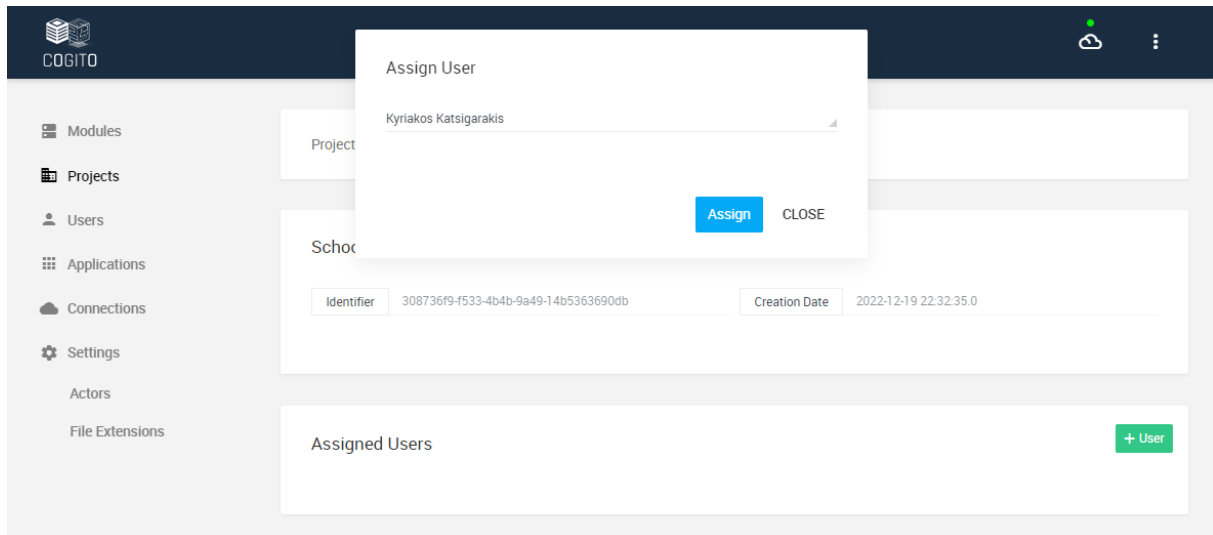 COGITO
Assign User
Kyriakos Katsigarakis
Assign CLOSE
Modules
Projects
Users
Applications
Connections
Settings
Actors
File Extensions
Project
Schoo
Identifier 308736f9-f533-4b4b-9a49-14b5363690db Creation Date 2022-12-19 22:32:35.0
Assigned Users
+ User